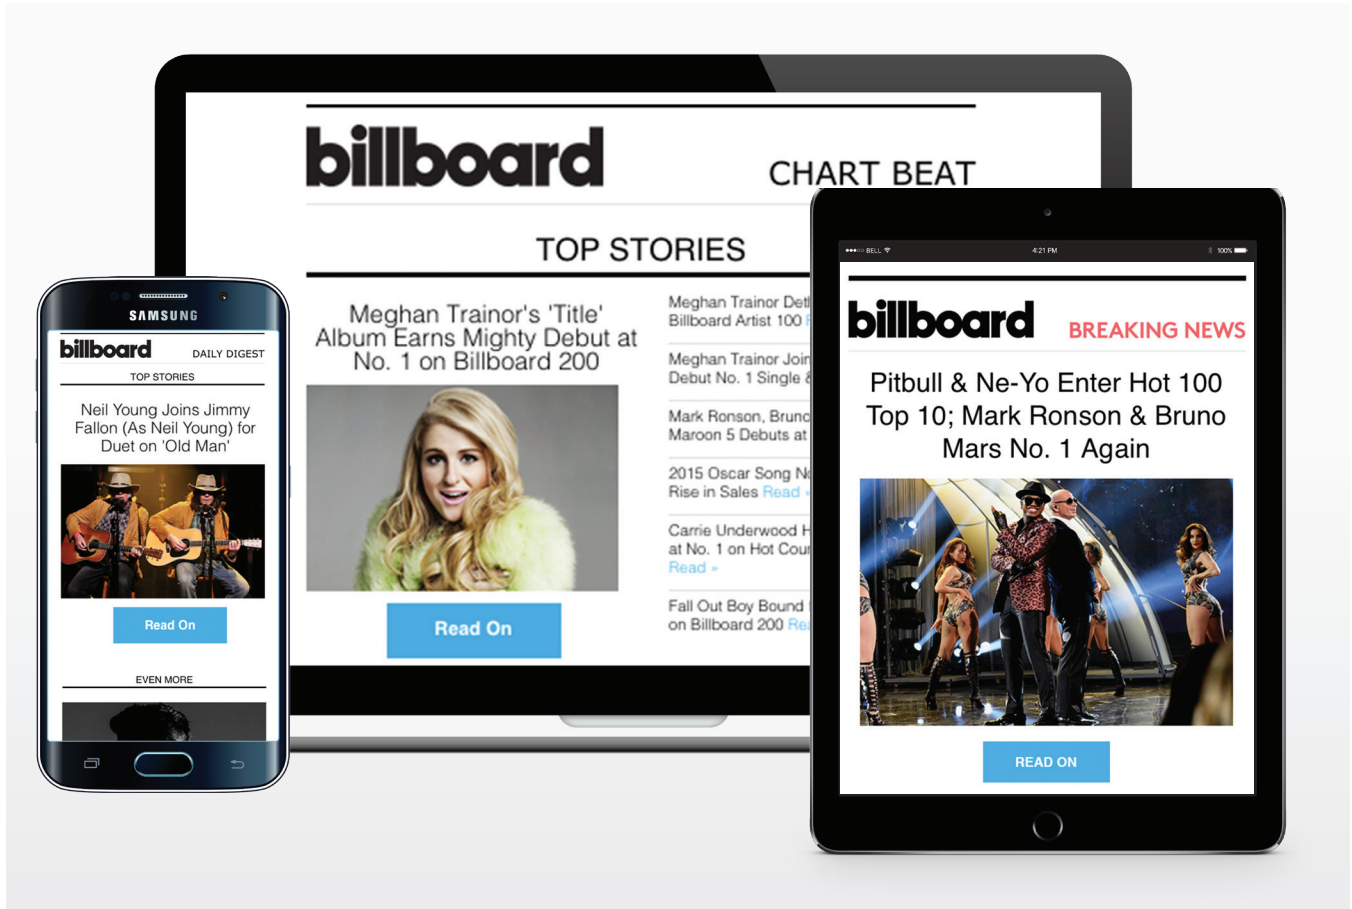 billboard
CHART BEAT
TOP STORIES
Meghan Trainor's 'Title'
Album Earns Mighty Debut at
No. 1 on Billboard 200
Read On
Meghan Trainor
Billboard Artist 100
Meghan Trainor
Debut No. 1 Single &
Mark Ronson, Bruno
Maroon 5 Debuts at
2015 Oscar Song
Rise in Sales Read »
Carrie Underwood
at No. 1 on Hot
Read »
Fall Out Boy Bound
on Billboard 200
SAMSUNG
billboard
DAILY DIGEST
TOP STORIES
Neil Young Joins Jimmy
Fallon (As Neil Young) for
Duet on 'Old Man'
Read On
EVEN MORE
BELL
4:21 PM
100%
billboard
BREAKING NEWS
Pitbull & Ne-Yo Enter Hot 100
Top 10; Mark Ronson & Bruno
Mars No. 1 Again
READ ON